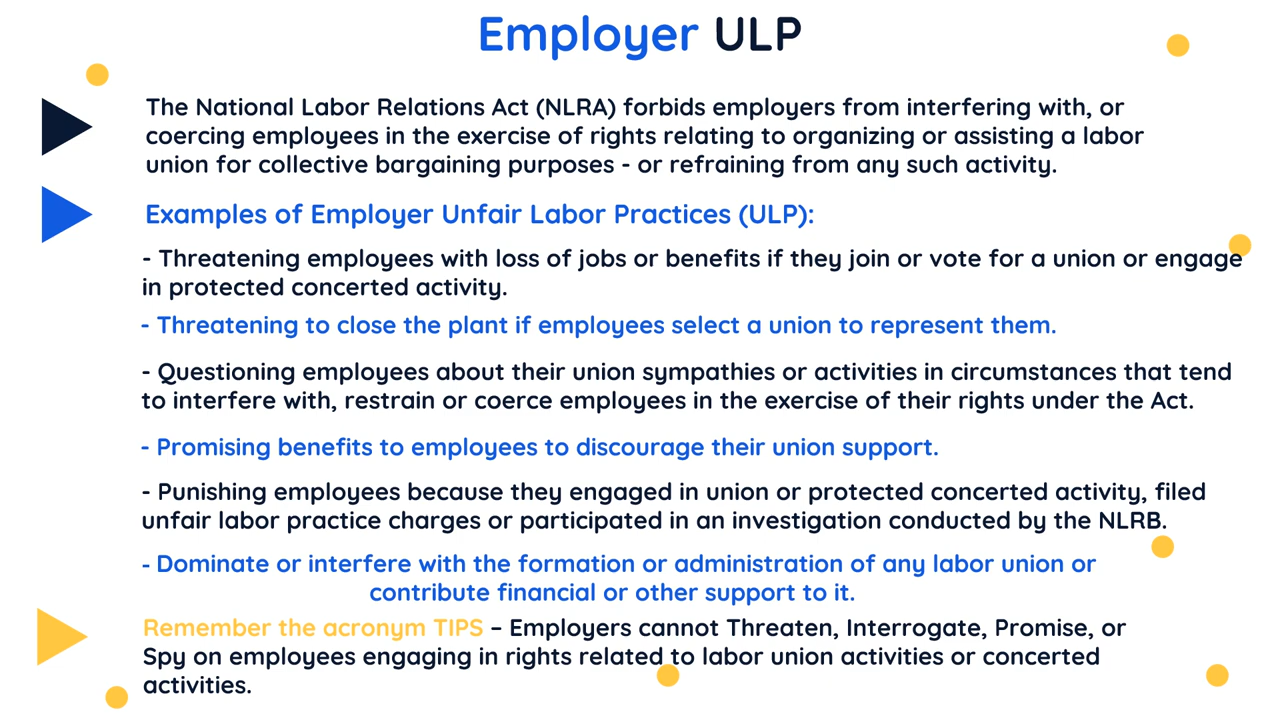 Employer ULP
The National Labor Relations Act (NLRA) forbids employers from interfering with, or
coercing employees in the exercise of rights relating to organizing or assisting a labor
union for collective bargaining purposes - or refraining from any such activity.
Examples of Employer Unfair Labor Practices (ULP):
- Threatening employees with loss of jobs or benefits if they join or vote for a union or engage
in protected concerted activity.
- Threatening to close the plant if employees select a union to represent them.
- Questioning employees about their union sympathies or activities in circumstances that tend
to interfere with, restrain or coerce employees in the exercise of their rights under the Act.
- Promising benefits to employees to discourage their union support.
- Punishing employees because they engaged in union or protected concerted activity, filed
unfair labor practice charges or participated in an investigation conducted by the NLRB.
- Dominate or interfere with the formation or administration of any labor union or
contribute financial or other support to it.
Remember the acronym TIPS – Employers cannot Threaten, Interrogate, Promise, or
Spy on employees engaging in rights related to labor union activities or concerted
activities.